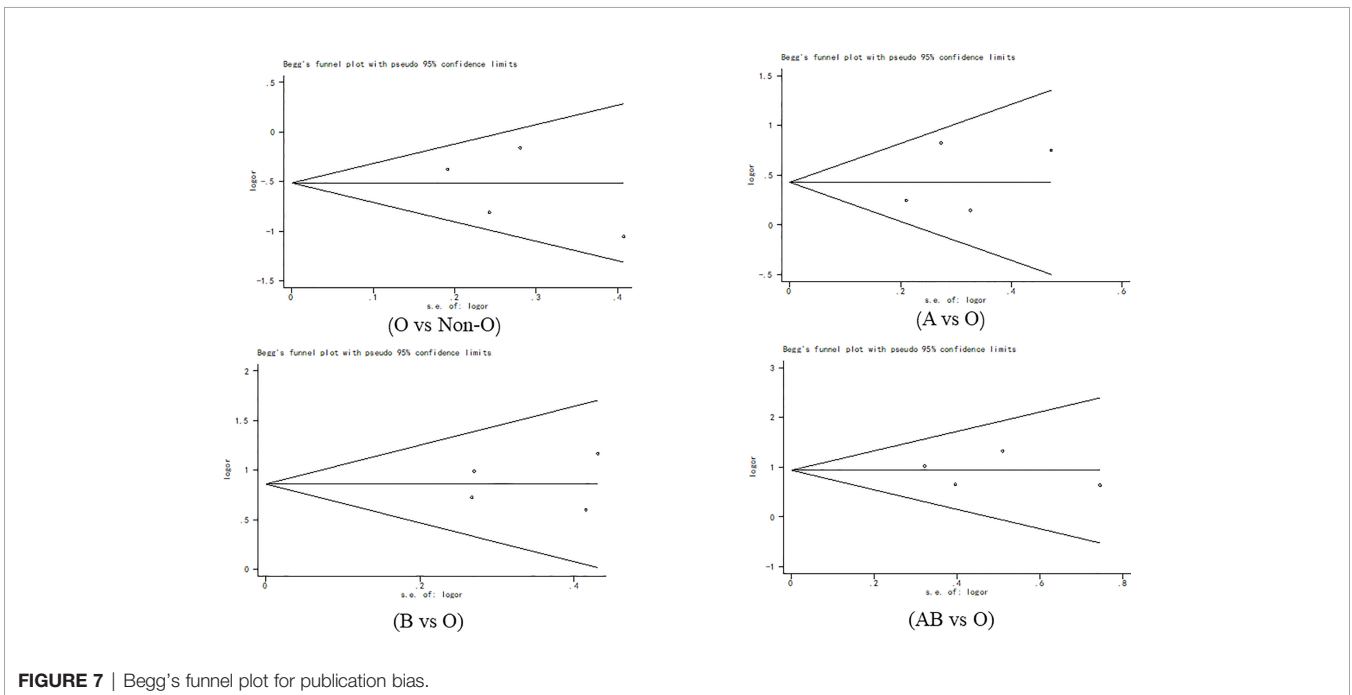 Begg's funnel plot with pseudo 95% confidence limits
.5
0
-.5
-1
-1.5
logor
0 .1 .2 .3 .4
s.e. of: logor
(O vs Non-O)
Begg's funnel plot with pseudo 95% confidence limits
1.5
1
.5
0
-.5
logor
0 .2 .4 .6
s.e. of: logor
(A vs O)
Begg's funnel plot with pseudo 95% confidence limits
2
1.5
1
.5
0
logor
0 .2 .4
s.e. of: logor
(B vs O)
Begg's funnel plot with pseudo 95% confidence limits
3
2
1
0
-1
logor
0 .2 .4 .6 .8
s.e. of: logor
(AB vs O)
FIGURE 7 | Begg's funnel plot for publication bias.